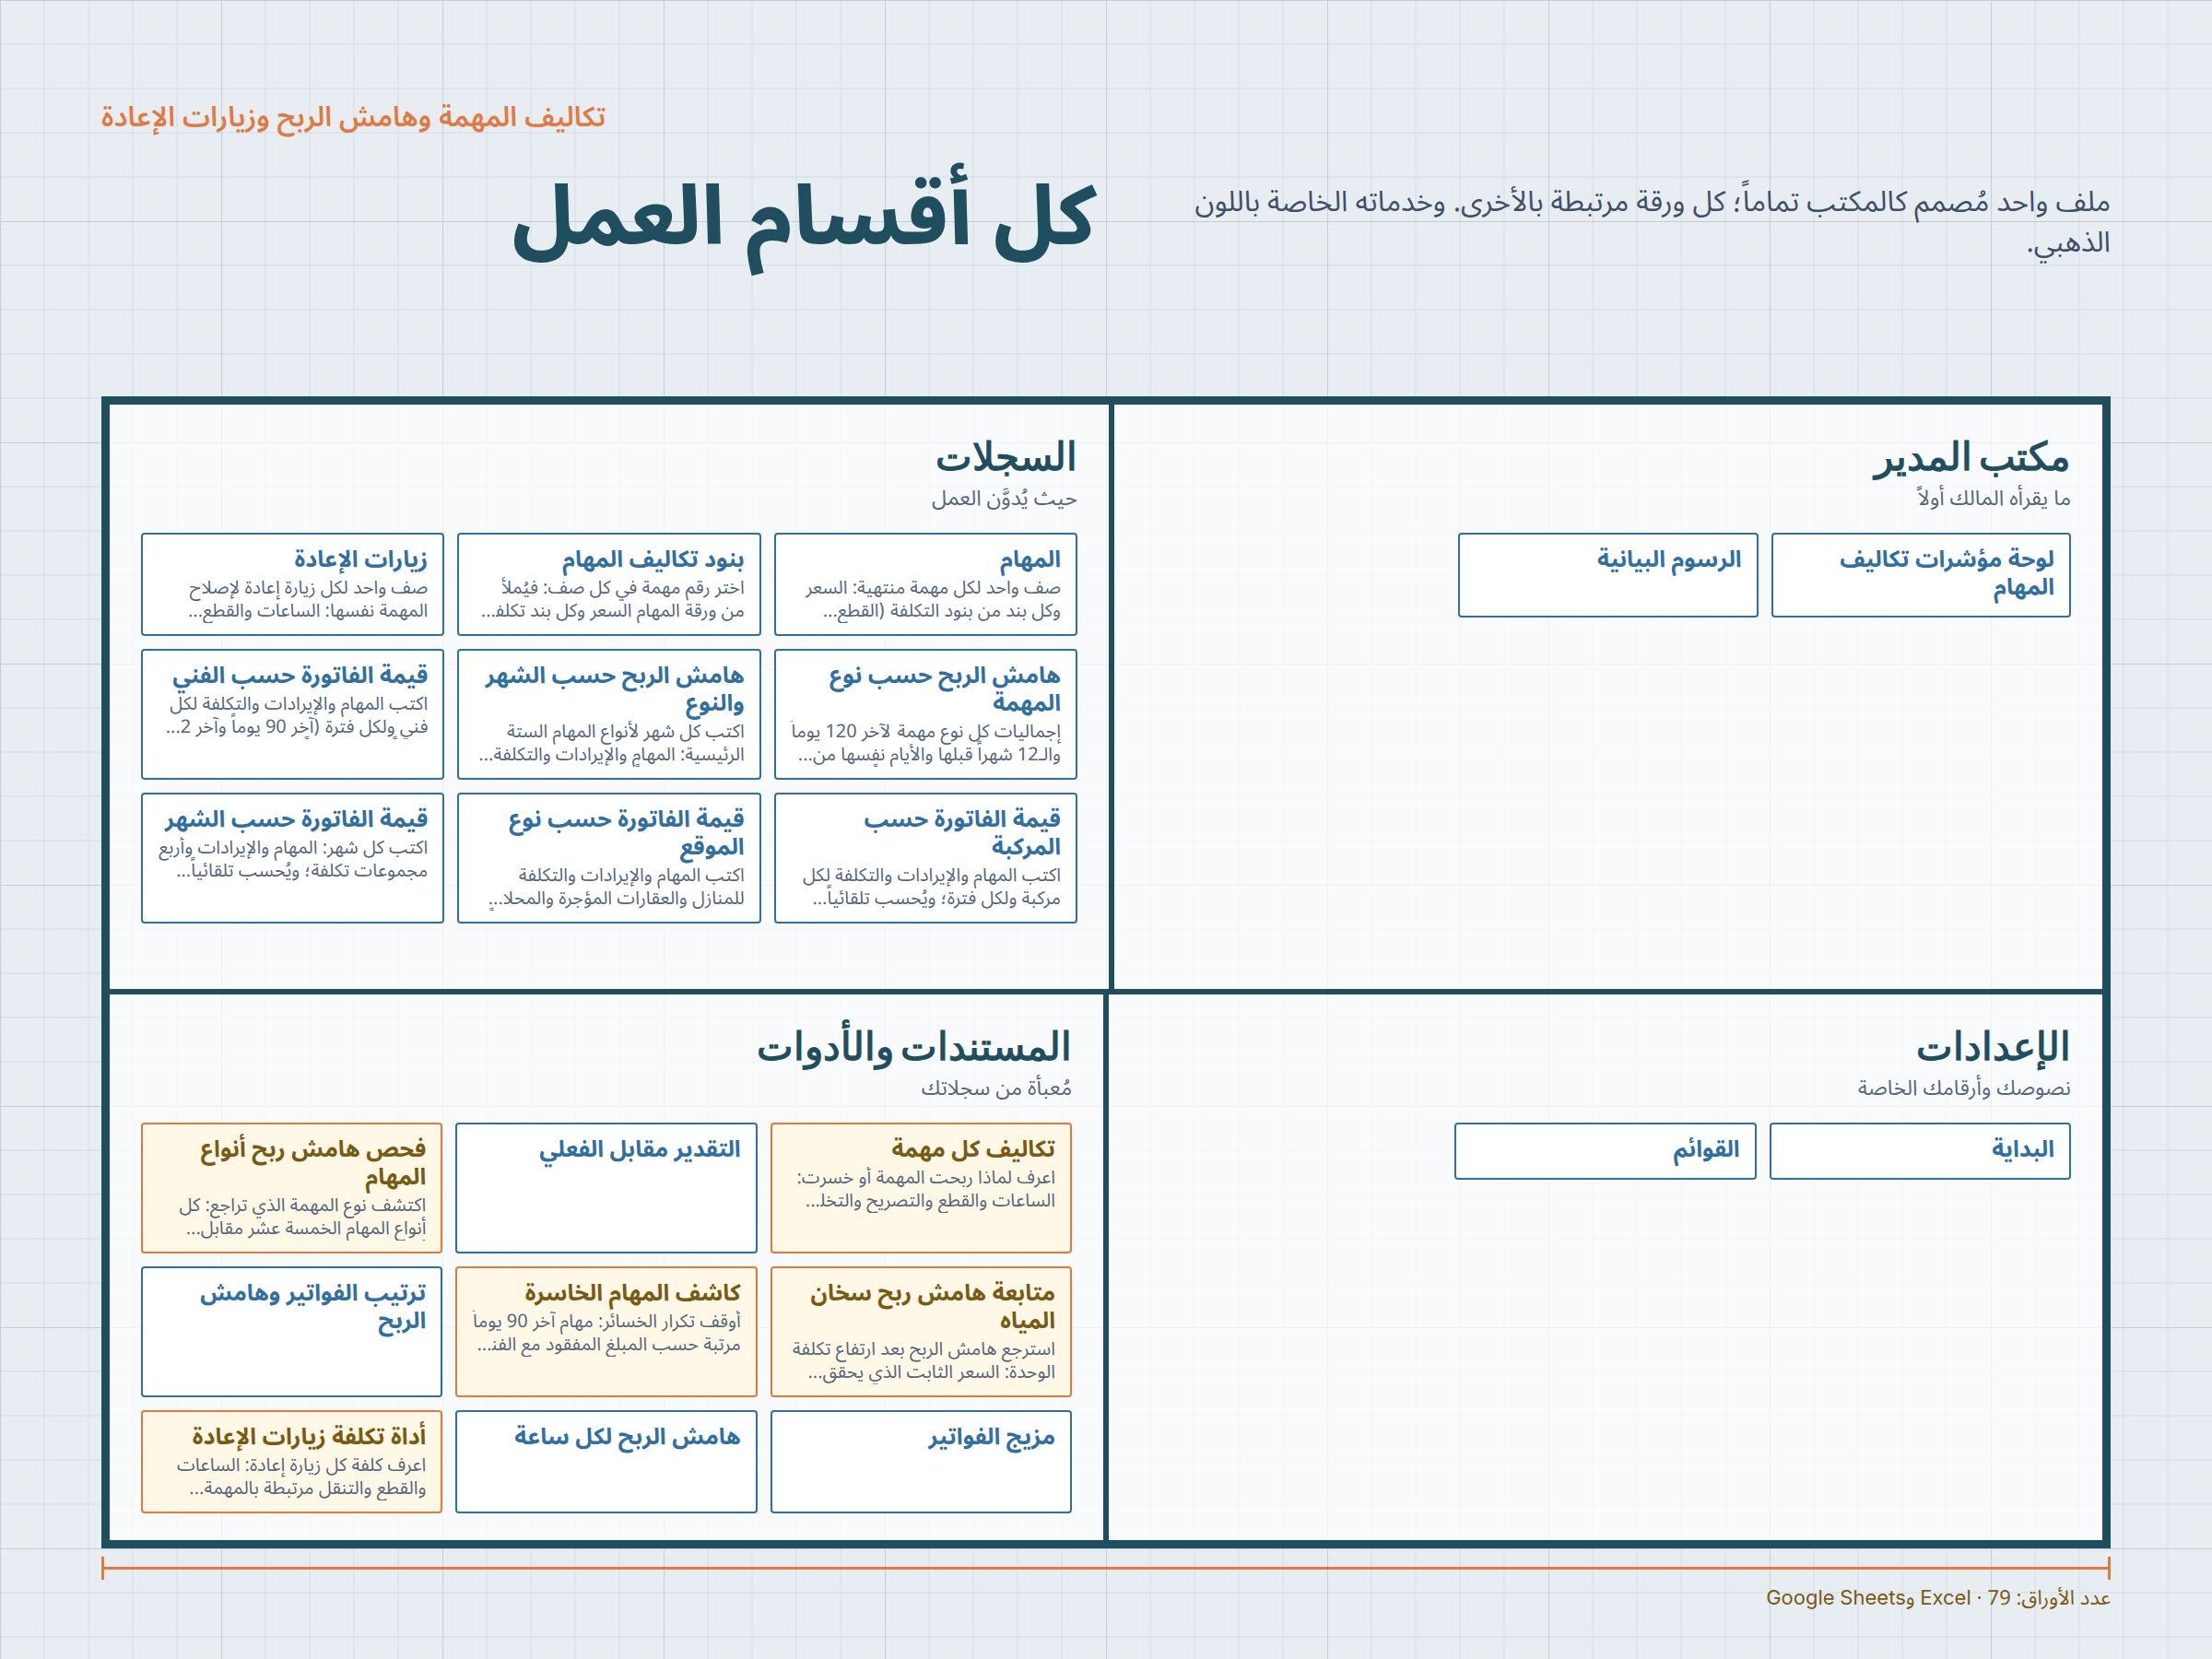 تكاليف المهمة وهامش الربح وزيارات الإعادة
كل أقسام العمل
ملف واحد مُصمم كالمكتب تماماً؛ كل ورقة مرتبطة بالأخرى. وخدماته الخاصة باللون
الذهبي.
مكتب المدير
ما يقرأه المالك أولاً
لوحة مؤشرات تكاليف
المهام
الرسوم البيانية
السجلات
حيث يُدوَّن العمل
المهام
صف واحد لكل مهمة منتهية: السعر
وكل بند من بنود التكلفة (القطع...
بنود تكاليف المهام
اختر رقم مهمة في كل صف: فيُملأ
من ورقة المهام السعر وكل بند تكلفـ...
زيارات الإعادة
صف واحد لكل زيارة إعادة لإصلاح
المهمة نفسها: الساعات والقطع...
هامش الربح حسب نوع
المهمة
إجماليات كل نوع مهمة لآخر 120 يوماً
والـ12 شهراً قبلها والأيام نفسها من...
هامش الربح حسب الشهر
والنوع
اكتب كل شهر لأنواع المهام الستة
الرئيسية: المهام والإيرادات والتكلفة...
قيمة الفاتورة حسب الفني
اكتب المهام والإيرادات والتكلفة لكل
فني ولكل فترة (آخر 90 يوماً وآخر 2...
قيمة الفاتورة حسب
المركبة
اكتب المهام والإيرادات والتكلفة لكل
مركبة ولكل فترة؛ ويُحسب تلقائياً...
قيمة الفاتورة حسب نوع
الموقع
اكتب المهام والإيرادات والتكلفة
للمنازل والعقارات المؤجرة والمحلا...
قيمة الفاتورة حسب الشهر
اكتب كل شهر: المهام والإيرادات وأربع
مجموعات تكلفة؛ ويُحسب تلقائياً...
الإعدادات
نصوصك وأرقامك الخاصة
البداية
القوائم
المستندات والأدوات
مُعبأة من سجلاتك
تكاليف كل مهمة
اعرف لماذا ربحت المهمة أو خسرت:
الساعات والقطع والتصريح والتخلـ...
التقدير مقابل الفعلي
فحص هامش ربح أنواع
المهام
اكتشف نوع المهمة الذي تراجع: كل
أنواع المهام الخمسة عشر مقابل...
متابعة هامش ربح سخان
المياه
استرجع هامش الربح بعد ارتفاع تكلفة
الوحدة: السعر الثابت الذي يحقق...
كاشف المهام الخاسرة
أوقف تكرار الخسائر: مهام آخر 90 يوماً
مرتبة حسب المبلغ المفقود مع الفنـ...
ترتيب الفواتير وهامش
الربح
مزيج الفواتير
هامش الربح لكل ساعة
أداة تكلفة زيارات الإعادة
اعرف كلفة كل زيارة إعادة: الساعات
والقطع والتنقل مرتبطة بالمهمة...
عدد الأوراق: 79 · Excel وGoogle Sheets